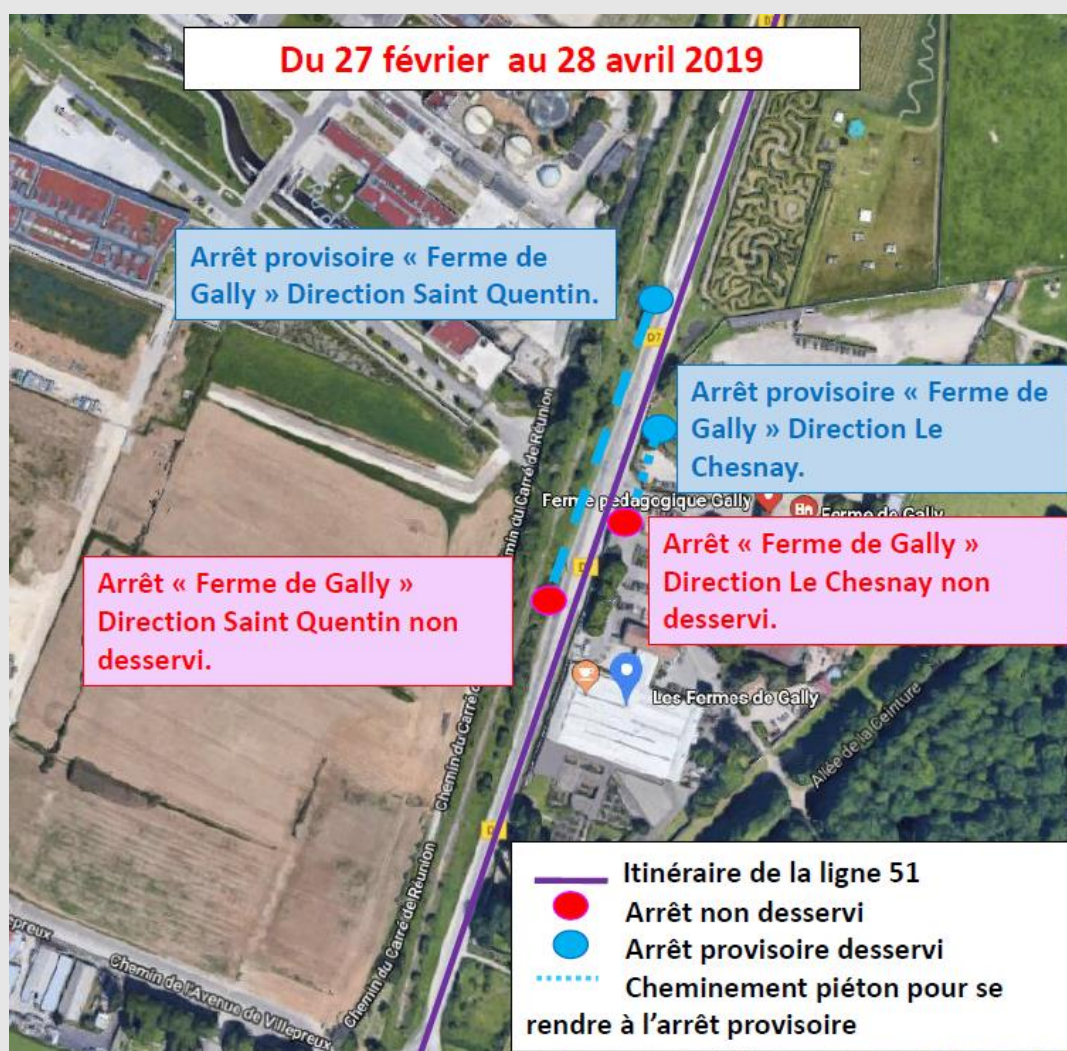 Du 27 février au 28 avril 2019
Arrêt provisoire « Ferme de
Gally » Direction Saint Quentin.
D7
Arrêt provisoire « Ferme de
Gally » Direction Le
Chesnay.
Ferme pédagogique Gally
Ferme de Gally
Arrêt « Ferme de Gally »
Direction Le Chesnay non
desservi.
Arrêt « Ferme de Gally »
Direction Saint Quentin non
desservi.
Les Fermes de Gally
Allée de la Ceinture
Chemin du Carré de Réunion
Chemin de l'Avenue de Villepreux
Itinéraire de la ligne 51
Arrêt non desservi
Arrêt provisoire desservi
Cheminement piéton pour se
rendre à l'arrêt provisoire